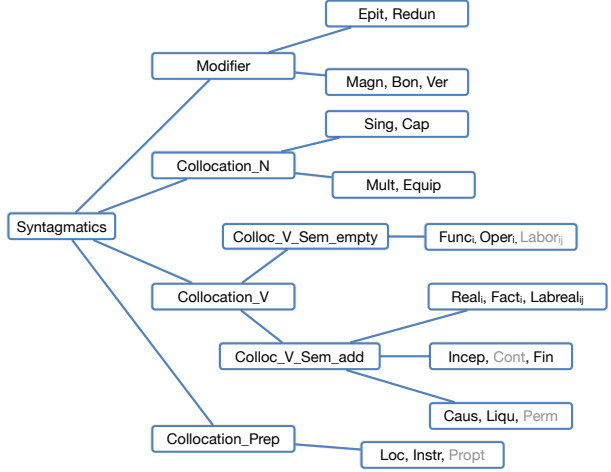 Epit, Redun
Modifier
Magn, Bon, Ver
Sing, Cap
Collocation_N
Mult, Equip
Syntagmatics
Colloc_V_Sem_empty
Funcᵢ, Operᵢ, Laborᵢⱼ
Collocation_V
Realᵢ, Factᵢ, Labrealᵢⱼ
Colloc_V_Sem_add
Incep, Cont, Fin
Caus, Liqu, Perm
Collocation_Prep
Loc, Instr, Propt